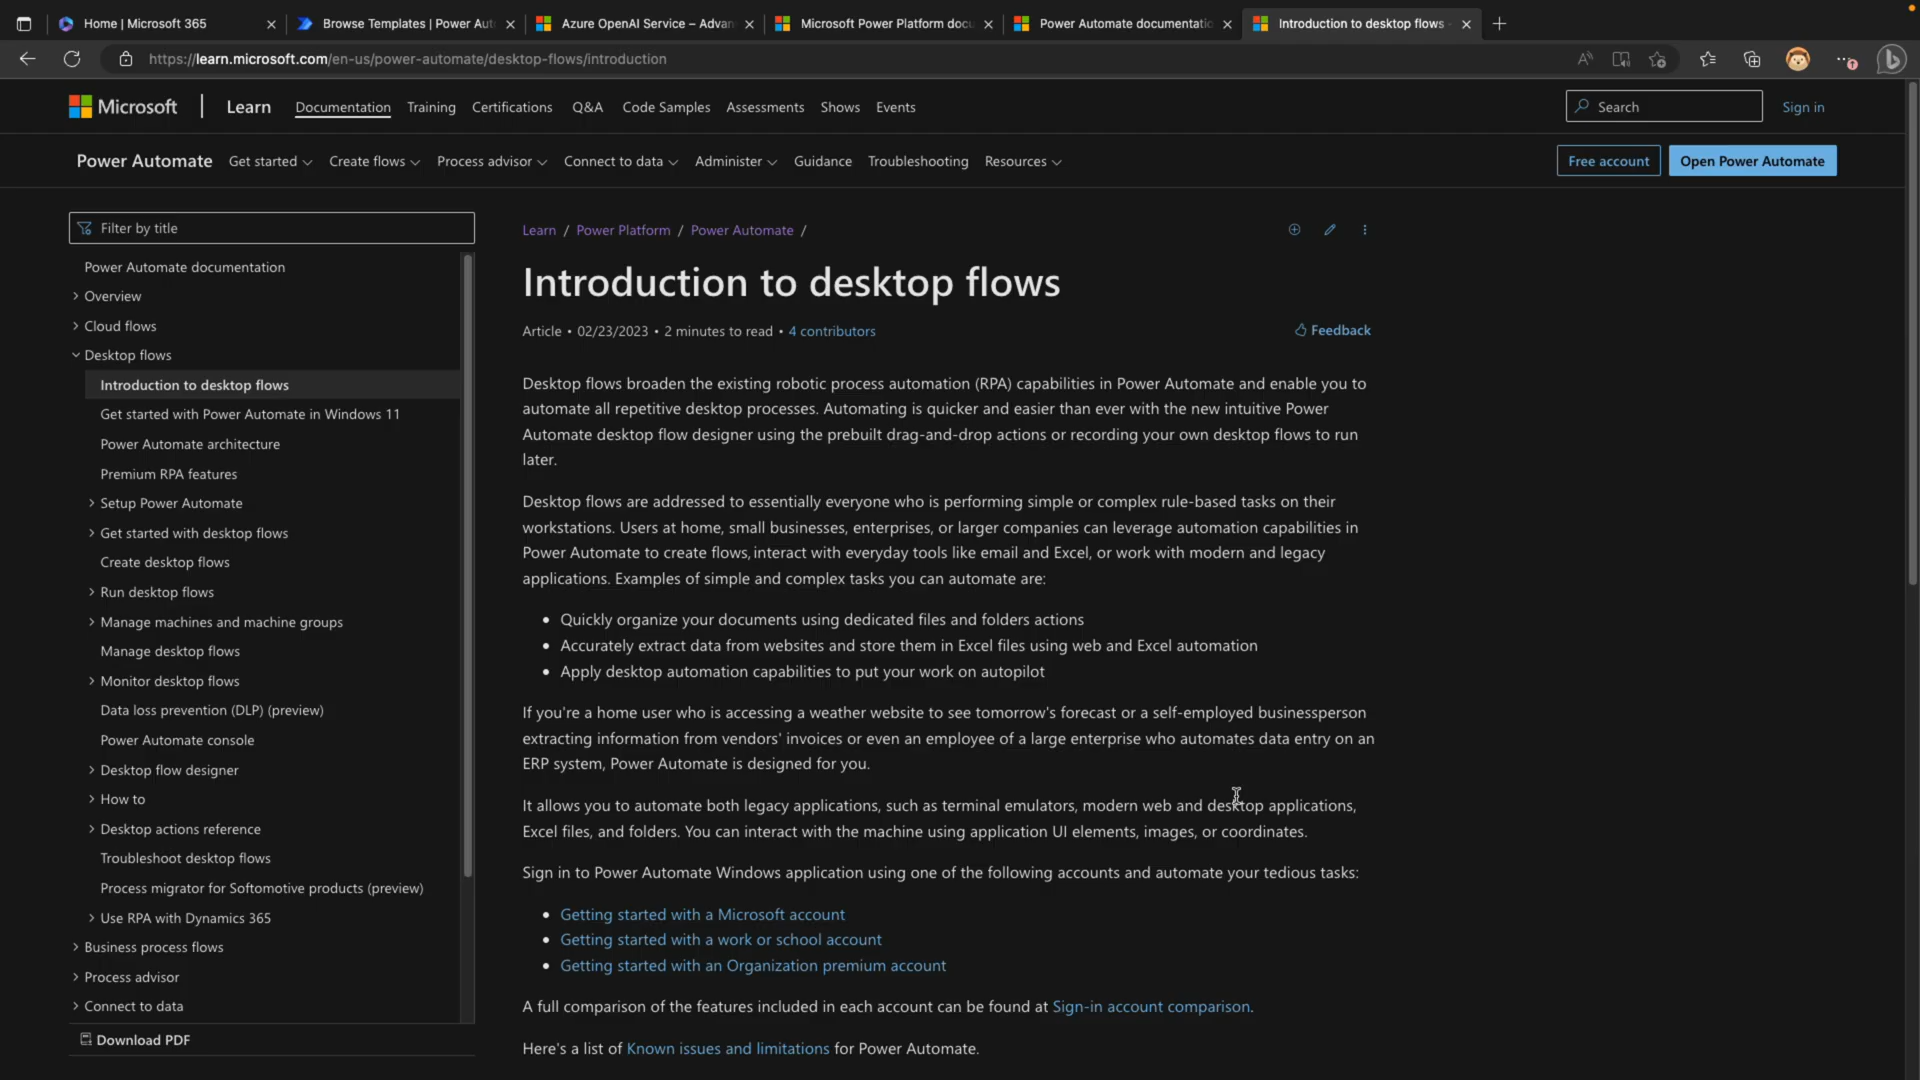 Home | Microsoft 365
Browse Templates | Power Aut
Azure OpenAI Service – Advan
Microsoft Power Platform docu
Power Automate documentatio
Introduction to desktop flows
https://learn.microsoft.com/en-us/power-automate/desktop-flows/introduction
Microsoft
Learn
Documentation
Training
Certifications
Q&A
Code Samples
Assessments
Shows
Events
Search
Sign in
Power Automate
Get started
Create flows
Process advisor
Connect to data
Administer
Guidance
Troubleshooting
Resources
Free account
Open Power Automate
Filter by title
Power Automate documentation
Overview
Cloud flows
Desktop flows
Introduction to desktop flows
Get started with Power Automate in Windows 11
Power Automate architecture
Premium RPA features
Setup Power Automate
Get started with desktop flows
Create desktop flows
Run desktop flows
Manage machines and machine groups
Manage desktop flows
Monitor desktop flows
Data loss prevention (DLP) (preview)
Power Automate console
Desktop flow designer
How to
Desktop actions reference
Troubleshoot desktop flows
Process migrator for Softomotive products (preview)
Use RPA with Dynamics 365
Business process flows
Process advisor
Connect to data
Download PDF
Learn / Power Platform / Power Automate /
Introduction to desktop flows
Article • 02/23/2023 • 2 minutes to read • 4 contributors
Feedback
Desktop flows broaden the existing robotic process automation (RPA) capabilities in Power Automate and enable you to
automate all repetitive desktop processes. Automating is quicker and easier than ever with the new intuitive Power
Automate desktop flow designer using the prebuilt drag-and-drop actions or recording your own desktop flows to run
later.
Desktop flows are addressed to essentially everyone who is performing simple or complex rule-based tasks on their
workstations. Users at home, small businesses, enterprises, or larger companies can leverage automation capabilities in
Power Automate to create flows, interact with everyday tools like email and Excel, or work with modern and legacy
applications. Examples of simple and complex tasks you can automate are:
• Quickly organize your documents using dedicated files and folders actions
• Accurately extract data from websites and store them in Excel files using web and Excel automation
• Apply desktop automation capabilities to put your work on autopilot
If you're a home user who is accessing a weather website to see tomorrow's forecast or a self-employed businessperson
extracting information from vendors' invoices or even an employee of a large enterprise who automates data entry on an
ERP system, Power Automate is designed for you.
It allows you to automate both legacy applications, such as terminal emulators, modern web and desktop applications,
Excel files, and folders. You can interact with the machine using application UI elements, images, or coordinates.
Sign in to Power Automate Windows application using one of the following accounts and automate your tedious tasks:
• Getting started with a Microsoft account
• Getting started with a work or school account
• Getting started with an Organization premium account
A full comparison of the features included in each account can be found at Sign-in account comparison.
Here's a list of Known issues and limitations for Power Automate.